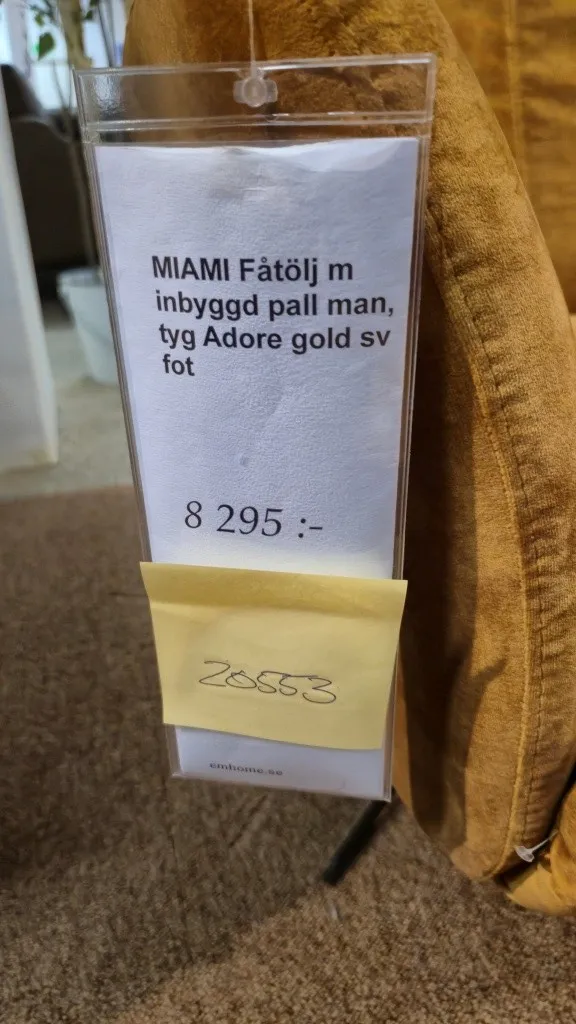 MIAMI Fåtölj m
inbyggd pall man,
tyg Adore gold sv
fot
8 295 :-
20553
emhome.se